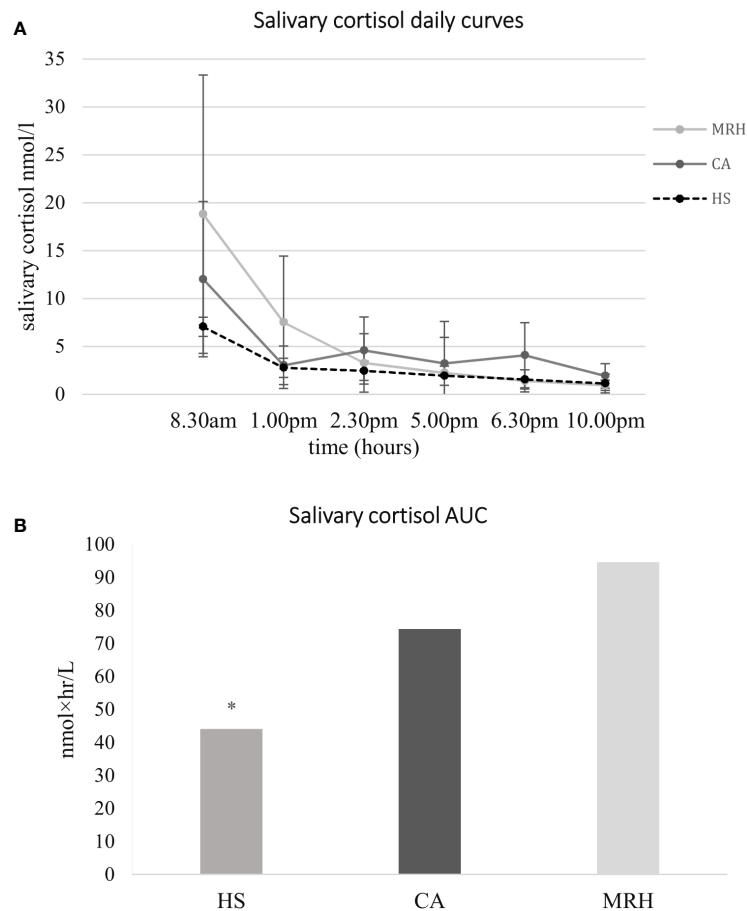 A
Salivary cortisol daily curves
35
30
25
20
15
10
5
0
salivary cortisol nmol/l
MRH
CA
HS
8.30am 1.00pm 2.30pm 5.00pm 6.30pm 10.00pm
time (hours)
B
Salivary cortisol AUC
100
90
80
70
60
50
40
30
20
10
0
nmol×hr/L
*
HS CA MRH